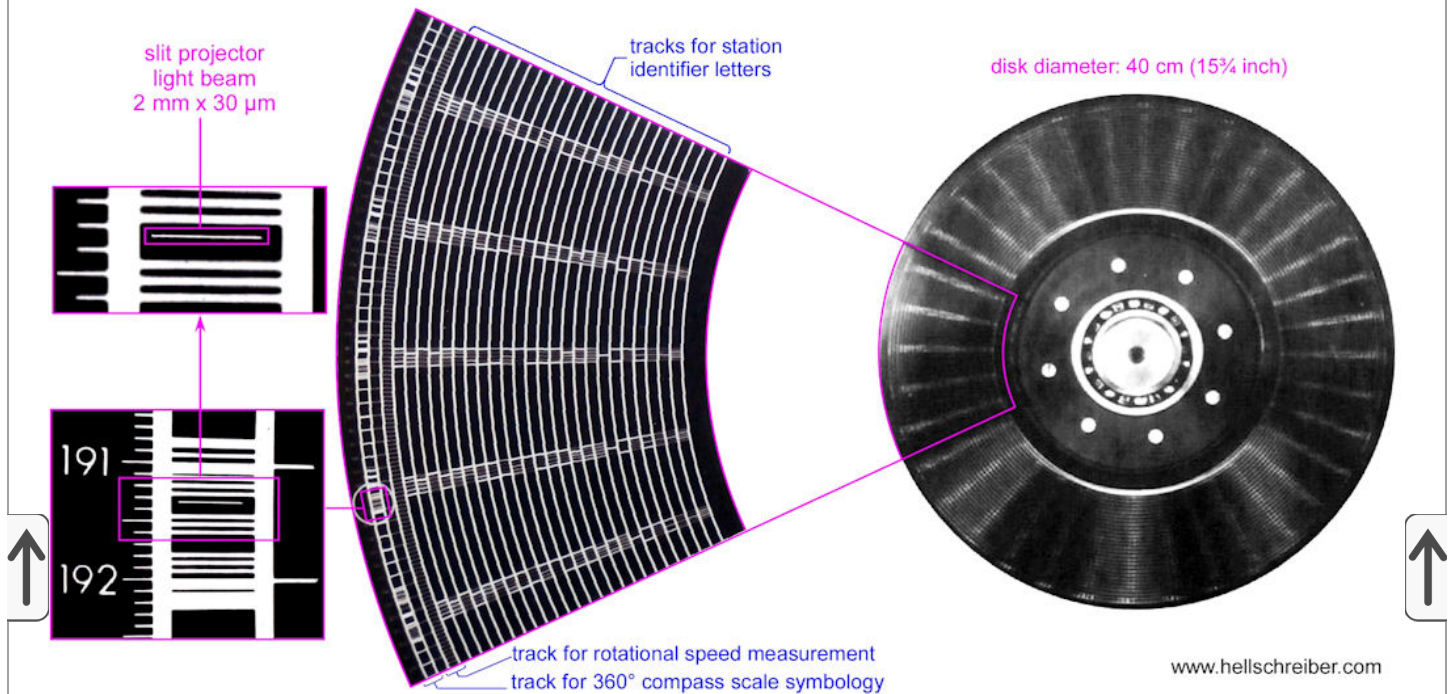 slit projector
light beam
2 mm x 30 µm
tracks for station
identifier letters
disk diameter: 40 cm (15¾ inch)
191
192
track for rotational speed measurement
track for 360° compass scale symbology
www.hellschreiber.com